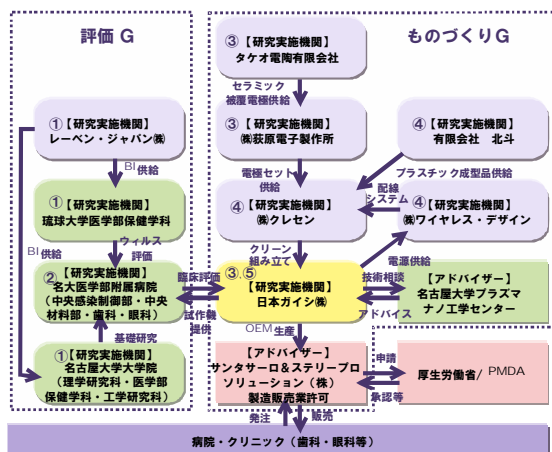 評価 G
ものづくりG
③【研究実施機関】
タケオ電陶有限会社
セラミック
被覆電極供給
①【研究実施機関】
レーベン・ジャパン㈱
③【研究実施機関】
㈱荻原電子製作所
④【研究実施機関】
有限会社 北斗
BI供給
電極セット
供給
プラスチック成型品供給
配線
システム
①【研究実施機関】
琉球大学医学部保健学科
④【研究実施機関】
㈱クレセン
④【研究実施機関】
㈱ワイヤレス・デザイン
BI供給
ウィルス
評価
クリーン
組み立て
電源供給
②【研究実施機関】
名大医学部附属病院
(中央感染制御部・中央
材料部・歯科・眼科)
臨床評価
試作機
提供
③.⑤
【研究実施機関】
日本ガイシ㈱
技術相談
アドバイス
【アドバイザー】
名古屋大学プラズマ
ナノ工学センター
基礎研究
OEM生産
①【研究実施機関】
名古屋大学大学院
(理学研究科・医学部
保健学科・工学研究科)
【アドバイザー】
サンタサーロ&ステリープロ
ソリューション(株)
製造販売業許可
申請
承認等
厚生労働省/ PMDA
発注
販売
病院・クリニック(歯科・眼科等)